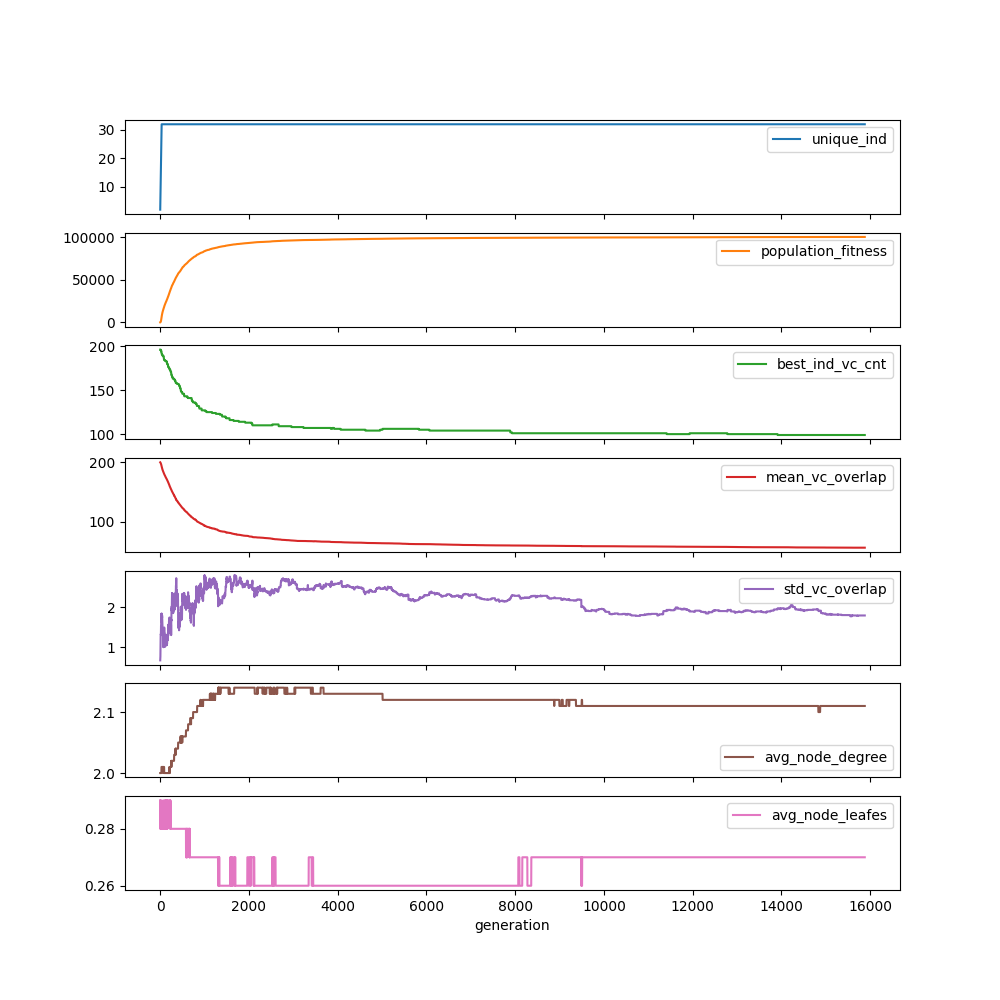 30
20
10
unique_ind
100000
50000
0
population_fitness
200
150
100
best_ind_vc_cnt
200
100
mean_vc_overlap
2
1
std_vc_overlap
2.1
2.0
avg_node_degree
0.28
0.26
avg_node_leafes
0 2000 4000 6000 8000 10000 12000 14000 16000
generation